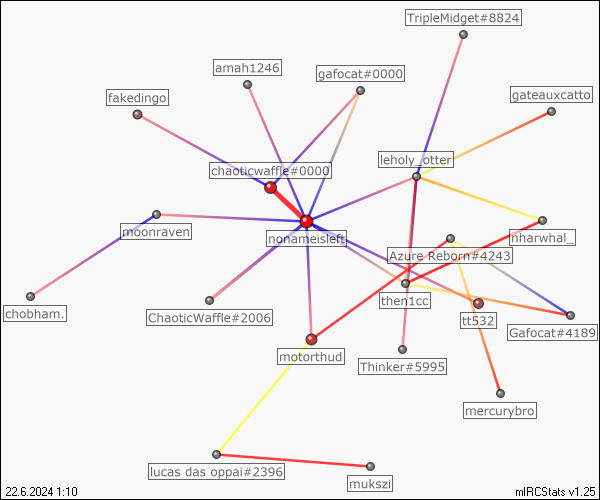 TripleMidget#8824
amah1246
gafocat#0000
fakedingo
gateauxcatto
leholy_otter
chaoticwaffle#0000
moonraven
nonameisleft
nharwhal_
Azure Reborn#4243
then1cc
chobham.
ChaoticWaffle#2006
tt532
Gafocat#4189
motorthud
Thinker#5995
mercurybro
lucas das oppai#2396
mukszi
22.6.2024 1:10
mIRCStats v1.25